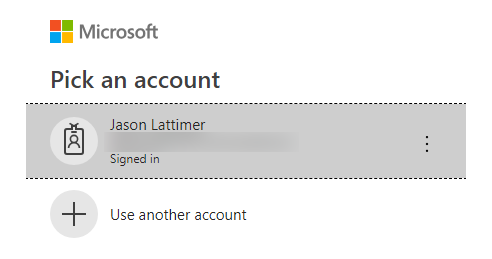 Microsoft
Pick an account
Jason Lattimer
Signed in
Use another account